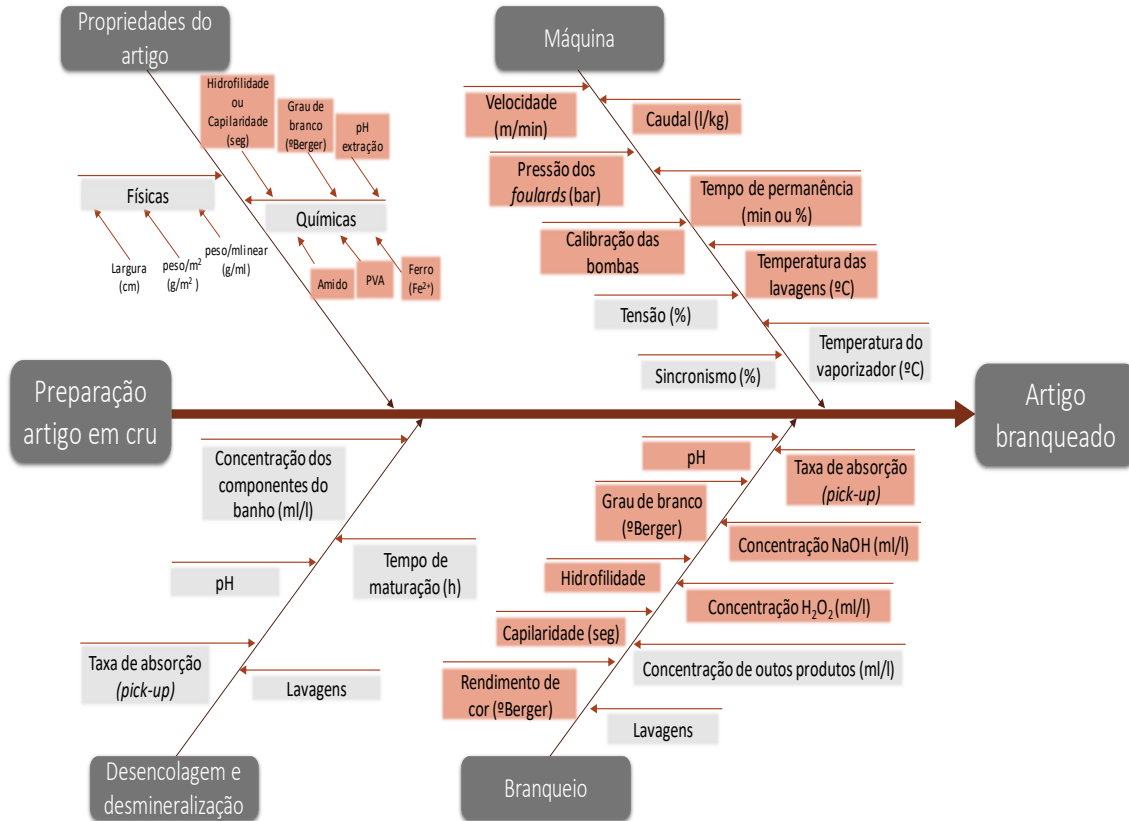 Propriedades do
artigo
Hidrofilidade
ou
Capilaridade
(seg)
Grau de
branco
(ºBerger)
pH
extração
Físicas
Químicas
Largura
(cm)
peso/m²
(g/m²)
peso/mlinear
(g/ml)
Amido
PVA
Ferro
(Fe²⁺)
Máquina
Velocidade
(m/min)
Caudal (l/kg)
Pressão dos
foulards (bar)
Tempo de permanência
(min ou %)
Calibração das
bombas
Temperatura das
lavagens (ºC)
Tensão (%)
Temperatura do
vaporizador (ºC)
Sincronismo (%)
Preparação
artigo em cru
Artigo
branqueado
Concentração dos
componentes do
banho (ml/l)
Tempo de
maturação (h)
pH
Taxa de absorção
(pick-up)
Lavagens
Desencolagem e
desmineralização
pH
Taxa de absorção
(pick-up)
Grau de branco
(ºBerger)
Concentração NaOH (ml/l)
Hidrofilidade
Concentração H₂O₂ (ml/l)
Capilaridade (seg)
Concentração de outos produtos (ml/l)
Rendimento de
cor (ºBerger)
Lavagens
Branqueio